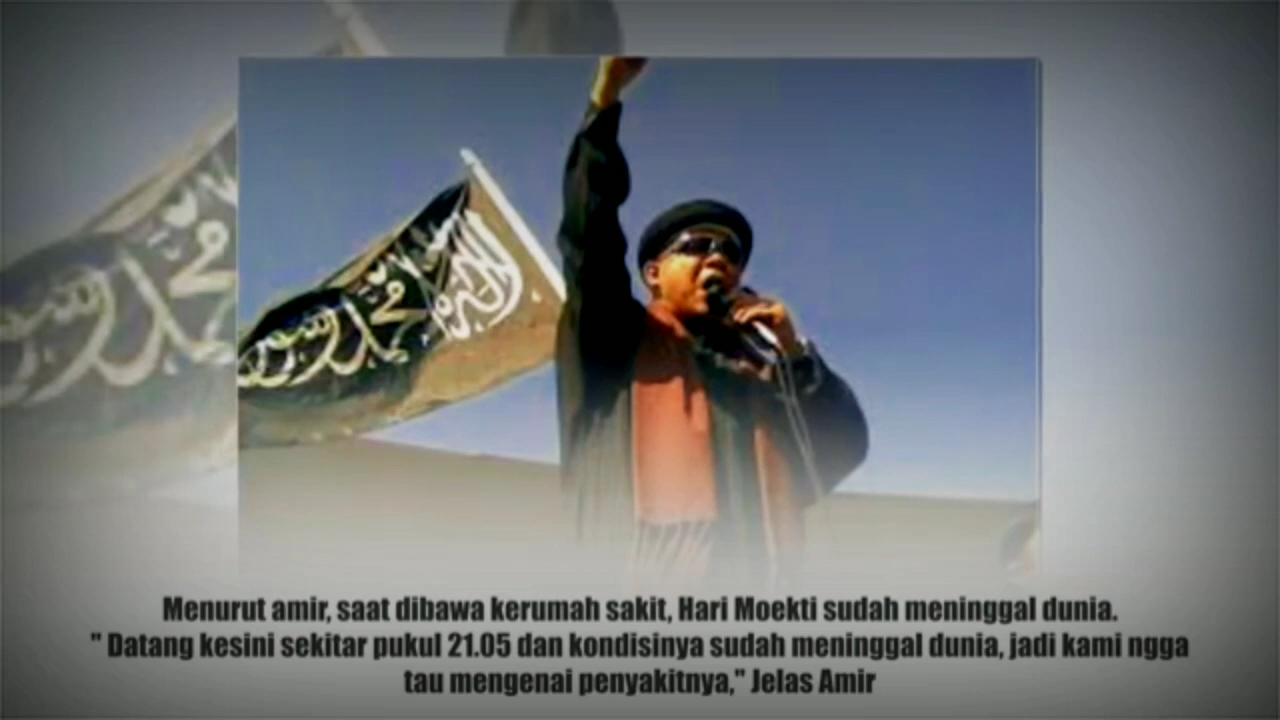 محمد
Menurut amir, saat dibawa kerumah sakit, Hari Moekti sudah meninggal dunia.
" Datang kesini sekitar pukul 21.05 dan kondisinya sudah meninggal dunia, jadi kami ngga
tau mengenai penyakitnya," Jelas Amir